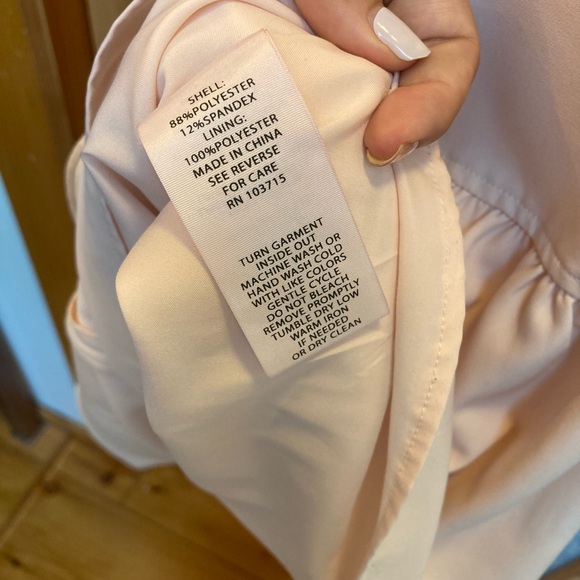 SHELL:
88%POLYESTER
12%SPANDEX
LINING:
100%POLYESTER
MADE IN CHINA
SEE REVERSE
FOR CARE
RN 103715
TURN GARMENT
INSIDE OUT
MACHINE WASH OR
HAND WASH COLD
WITH LIKE COLORS
GENTLE CYCLE
DO NOT BLEACH
REMOVE PROMPTLY
TUMBLE DRY LOW
WARM IRON
IF NEEDED
OR DRY CLEAN